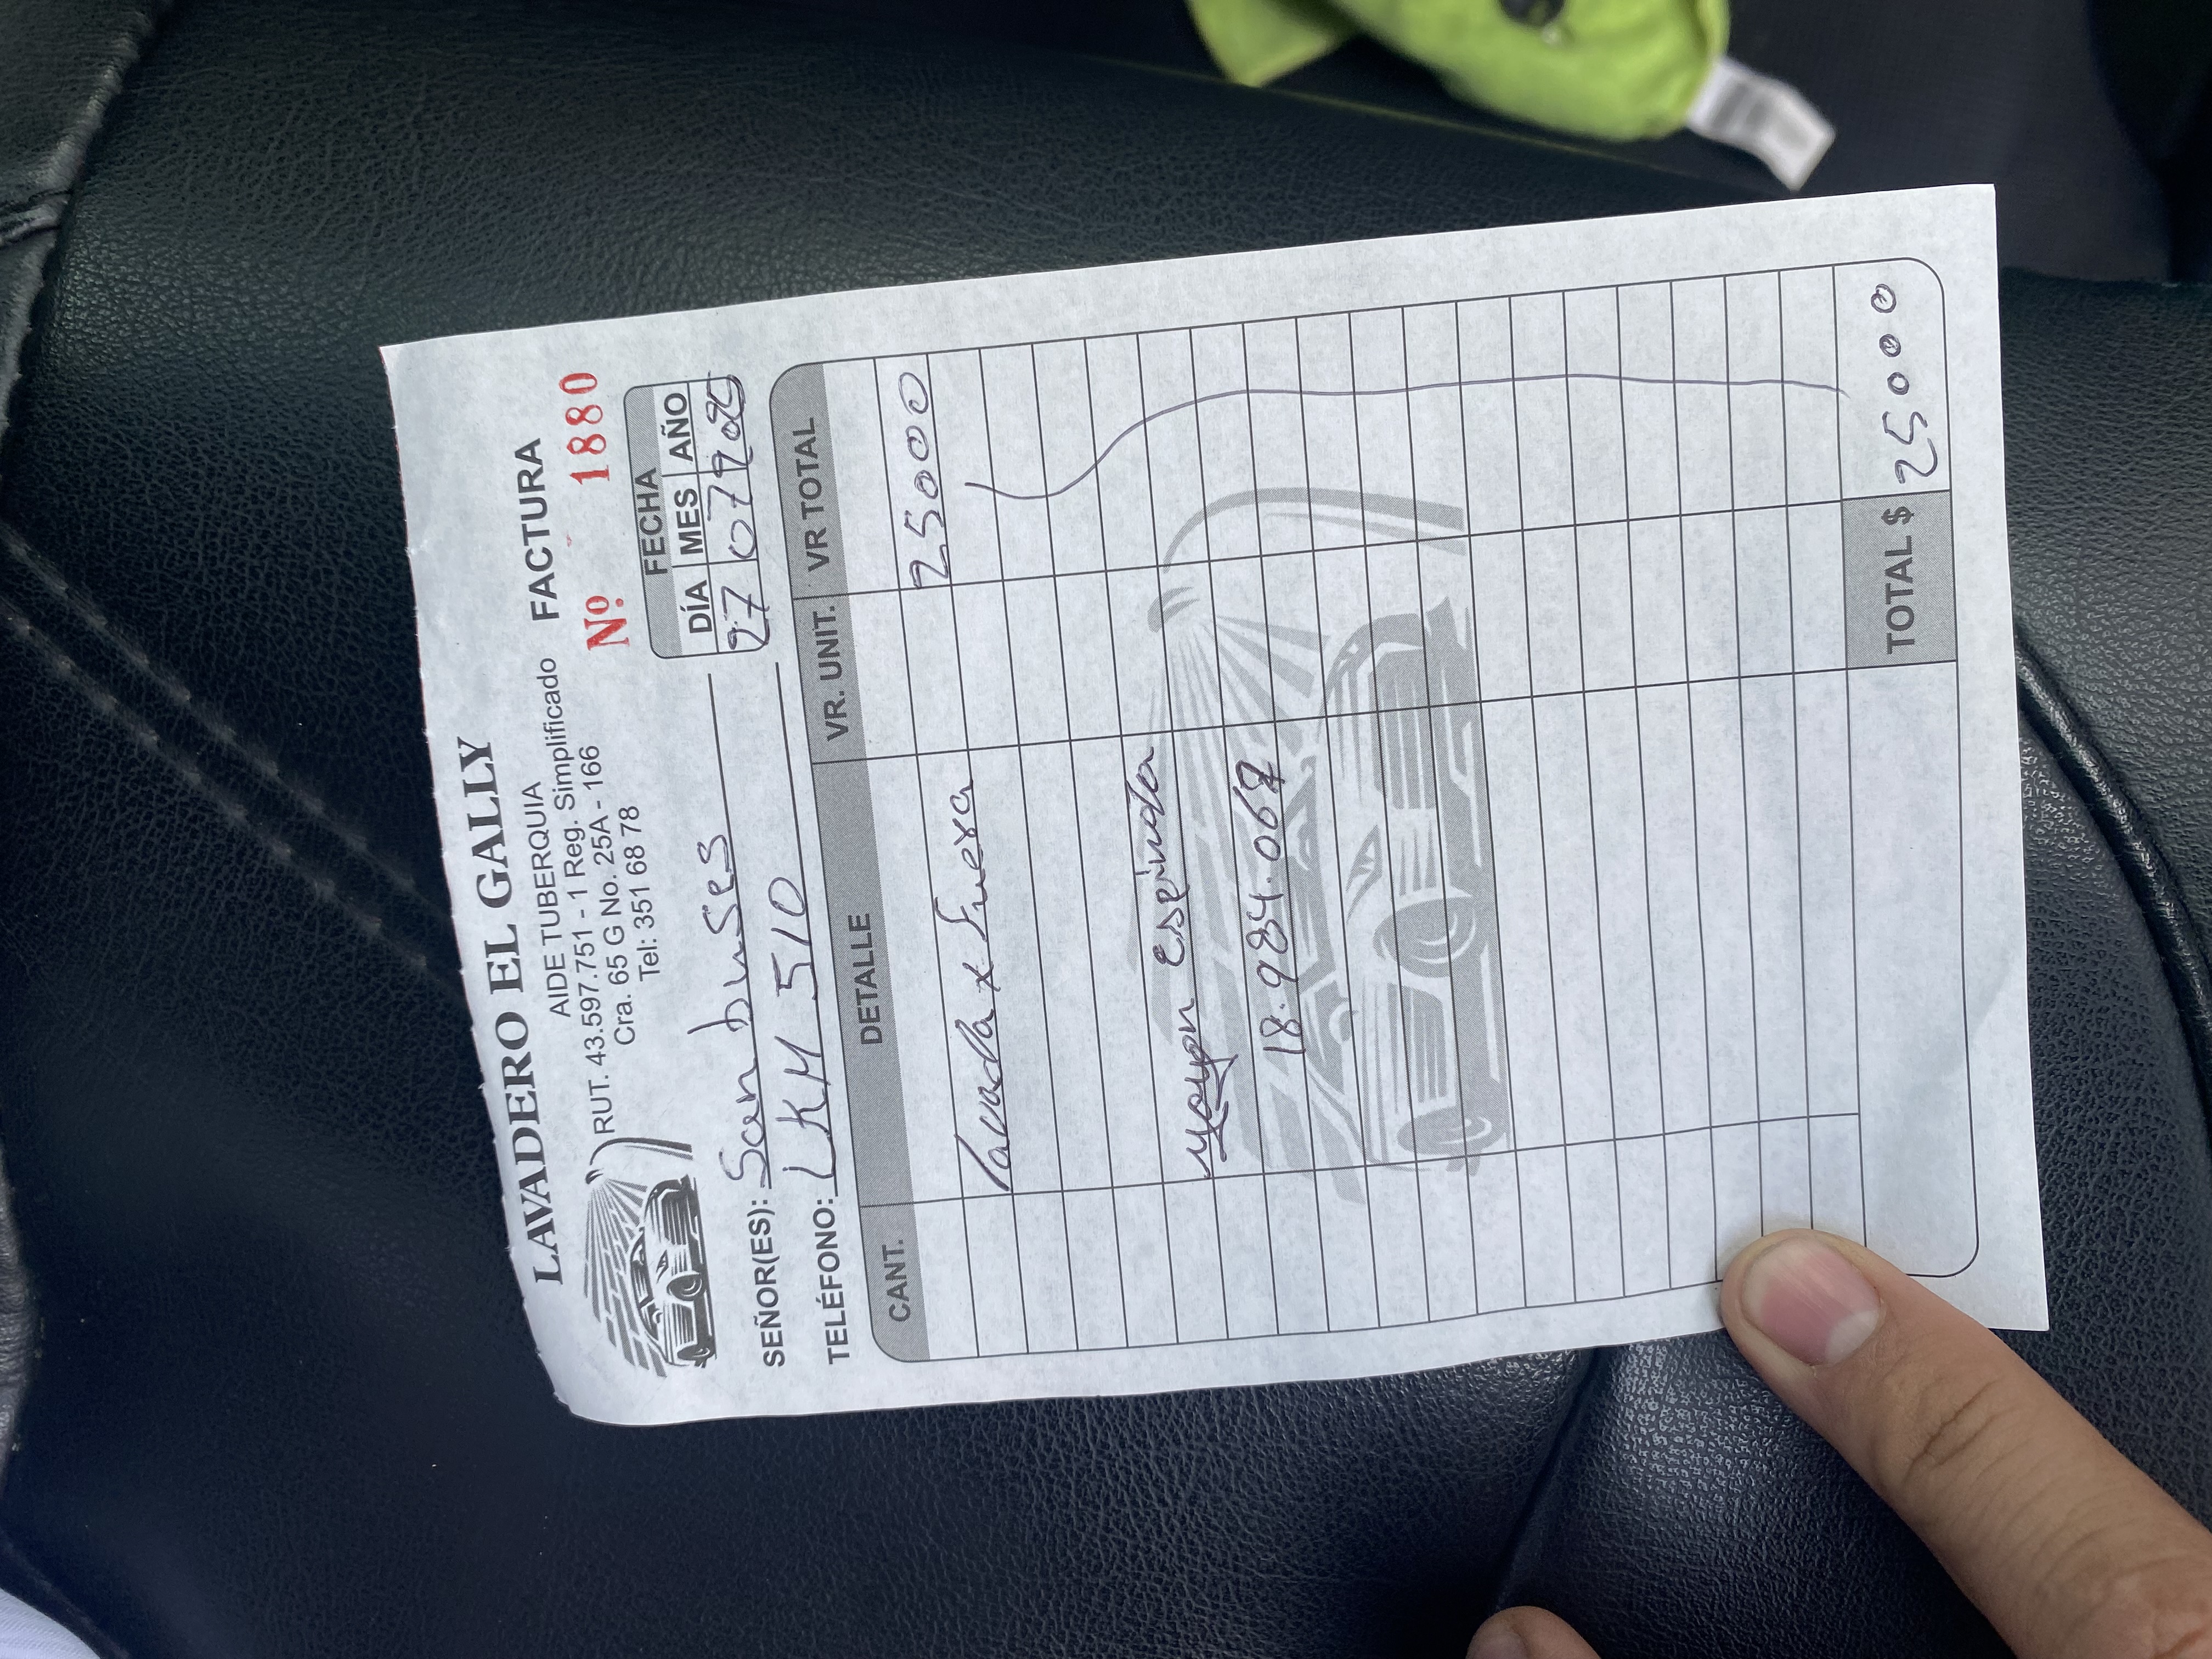 LAVADERO EL GALLY
AIDE TUBERQUIA
RUT. 43.597.751 - 1 Reg. Simplificado
Cra. 65 G No. 25A - 166
Tel: 351 68 78
FACTURA
Nº 1880
FECHA
DÍA MES AÑO
27 07
SEÑOR(ES): San buses
TELÉFONO: LKM 510
CANT. DETALLE VR. UNIT. VR TOTAL
lavada x fuera 25000
espindola
18.984.067
TOTAL $ 25000